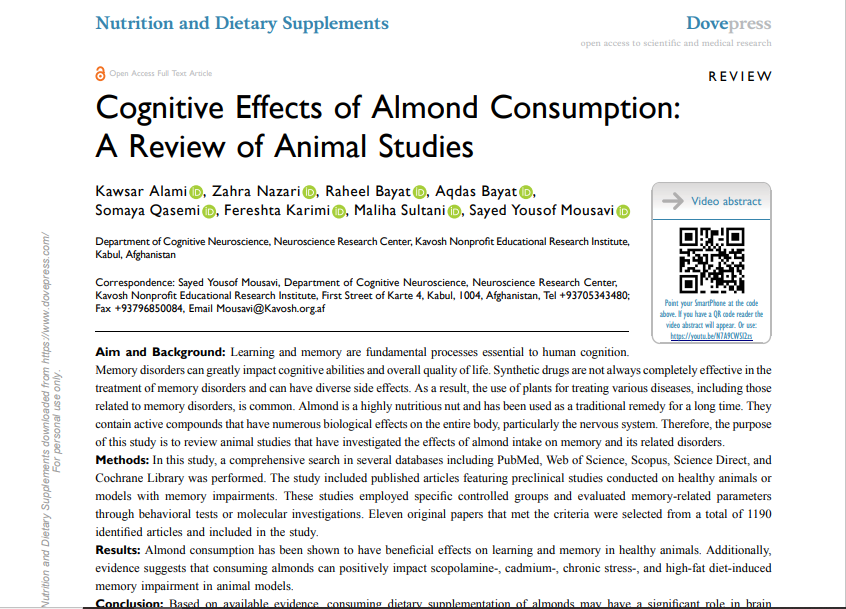 Nutrition and Dietary Supplements
Dovepress
open access to scientific and medical research
Open Access Full Text Article
REVIEW
Cognitive Effects of Almond Consumption:
A Review of Animal Studies
Kawsar Alami iD, Zahra Nazari iD, Raheel Bayat iD, Aqdas Bayat iD,
Somaya Qasemi iD, Fereshta Karimi iD, Maliha Sultani iD, Sayed Yousof Mousavi iD
Department of Cognitive Neuroscience, Neuroscience Research Center, Kavosh Nonprofit Educational Research Institute,
Kabul, Afghanistan
Correspondence: Sayed Yousof Mousavi, Department of Cognitive Neuroscience, Neuroscience Research Center,
Kavosh Nonprofit Educational Research Institute, First Street of Karte 4, Kabul, 1004, Afghanistan, Tel +93705343480;
Fax +93796850084, Email Mousavi@Kavosh.org.af
Video abstract
Point your SmartPhone at the code
above. If you have a QR code reader the
video abstract will appear. Or use:
https://youtu.be/N7A9CWSl2zs
Aim and Background: Learning and memory are fundamental processes essential to human cognition.
Memory disorders can greatly impact cognitive abilities and overall quality of life. Synthetic drugs are not always completely effective in the
treatment of memory disorders and can have diverse side effects. As a result, the use of plants for treating various diseases, including those
related to memory disorders, is common. Almond is a highly nutritious nut and has been used as a traditional remedy for a long time. They
contain active compounds that have numerous biological effects on the entire body, particularly the nervous system. Therefore, the purpose
of this study is to review animal studies that have investigated the effects of almond intake on memory and its related disorders.
Methods: In this study, a comprehensive search in several databases including PubMed, Web of Science, Scopus, Science Direct, and
Cochrane Library was performed. The study included published articles featuring preclinical studies conducted on healthy animals or
models with memory impairments. These studies employed specific controlled groups and evaluated memory-related parameters
through behavioral tests or molecular investigations. Eleven original papers that met the criteria were selected from a total of 1190
identified articles and included in the study.
Results: Almond consumption has been shown to have beneficial effects on learning and memory in healthy animals. Additionally,
evidence suggests that consuming almonds can positively impact scopolamine-, cadmium-, chronic stress-, and high-fat diet-induced
memory impairment in animal models.
Conclusion: Based on available evidence, consuming dietary supplementation of almonds may have a significant role in brain
Nutrition and Dietary Supplements downloaded from https://www.dovepress.com/
For personal use only.